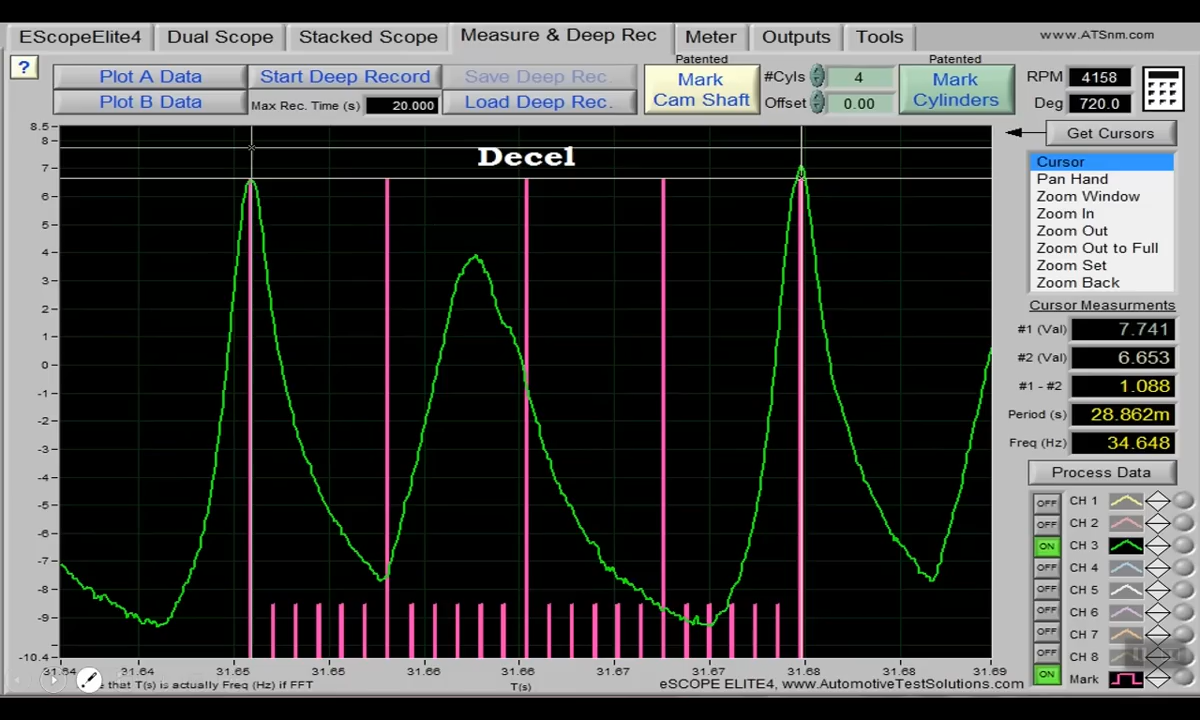 EScopeElite4 Dual Scope Stacked Scope Measure & Deep Rec Meter Outputs Tools www.ATSnm.com
? Plot A Data Start Deep Record Save Deep Rec. Patented Mark Cam Shaft #Cyls 4 Patented Mark Cylinders RPM 4158
Plot B Data Max Rec. Time (s) 20.000 Load Deep Rec. Offset 0.00 Deg 720.0
Get Cursors
Decel
Cursor
Pan Hand
Zoom Window
Zoom In
Zoom Out
Zoom Out to Full
Zoom Set
Zoom Back
Cursor Measurments
#1 (Val) 7.741
#2 (Val) 6.653
#1 - #2 1.088
Period (s) 28.862m
Freq (Hz) 34.648
Process Data
OFF CH 1
OFF CH 2
ON CH 3
OFF CH 4
OFF CH 5
OFF CH 6
OFF CH 7
OFF CH 8
ON Mark
8.5
8
7
6
5
4
3
2
1
0
-1
-2
-3
-4
-5
-6
-7
-8
-9
-10.4
31.64 31.64 31.65 31.65 31.66 31.66 31.67 31.67 31.68 31.68 31.69
e that T(s) is actually Freq (Hz) if FFT T(s) eSCOPE ELITE4, www.AutomotiveTestSolutions.com